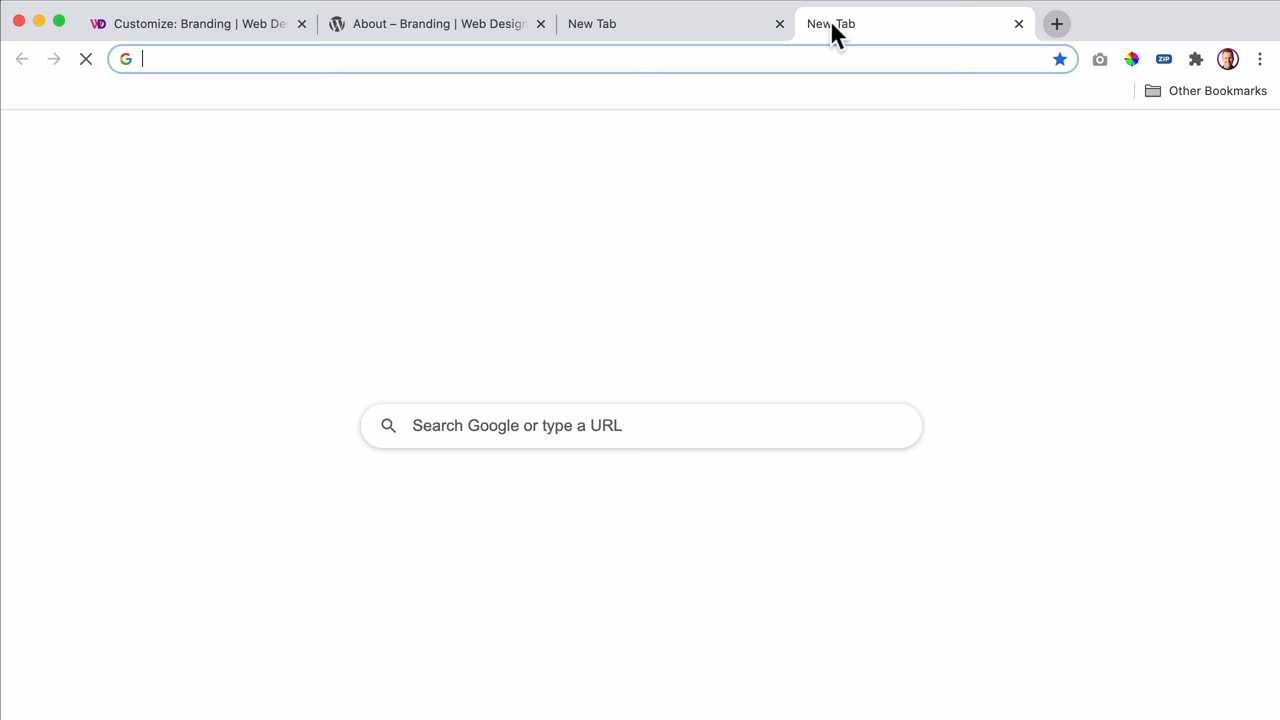 Customize: Branding | Web De
About – Branding | Web Design
New Tab
New Tab
ZIP
Other Bookmarks
Search Google or type a URL